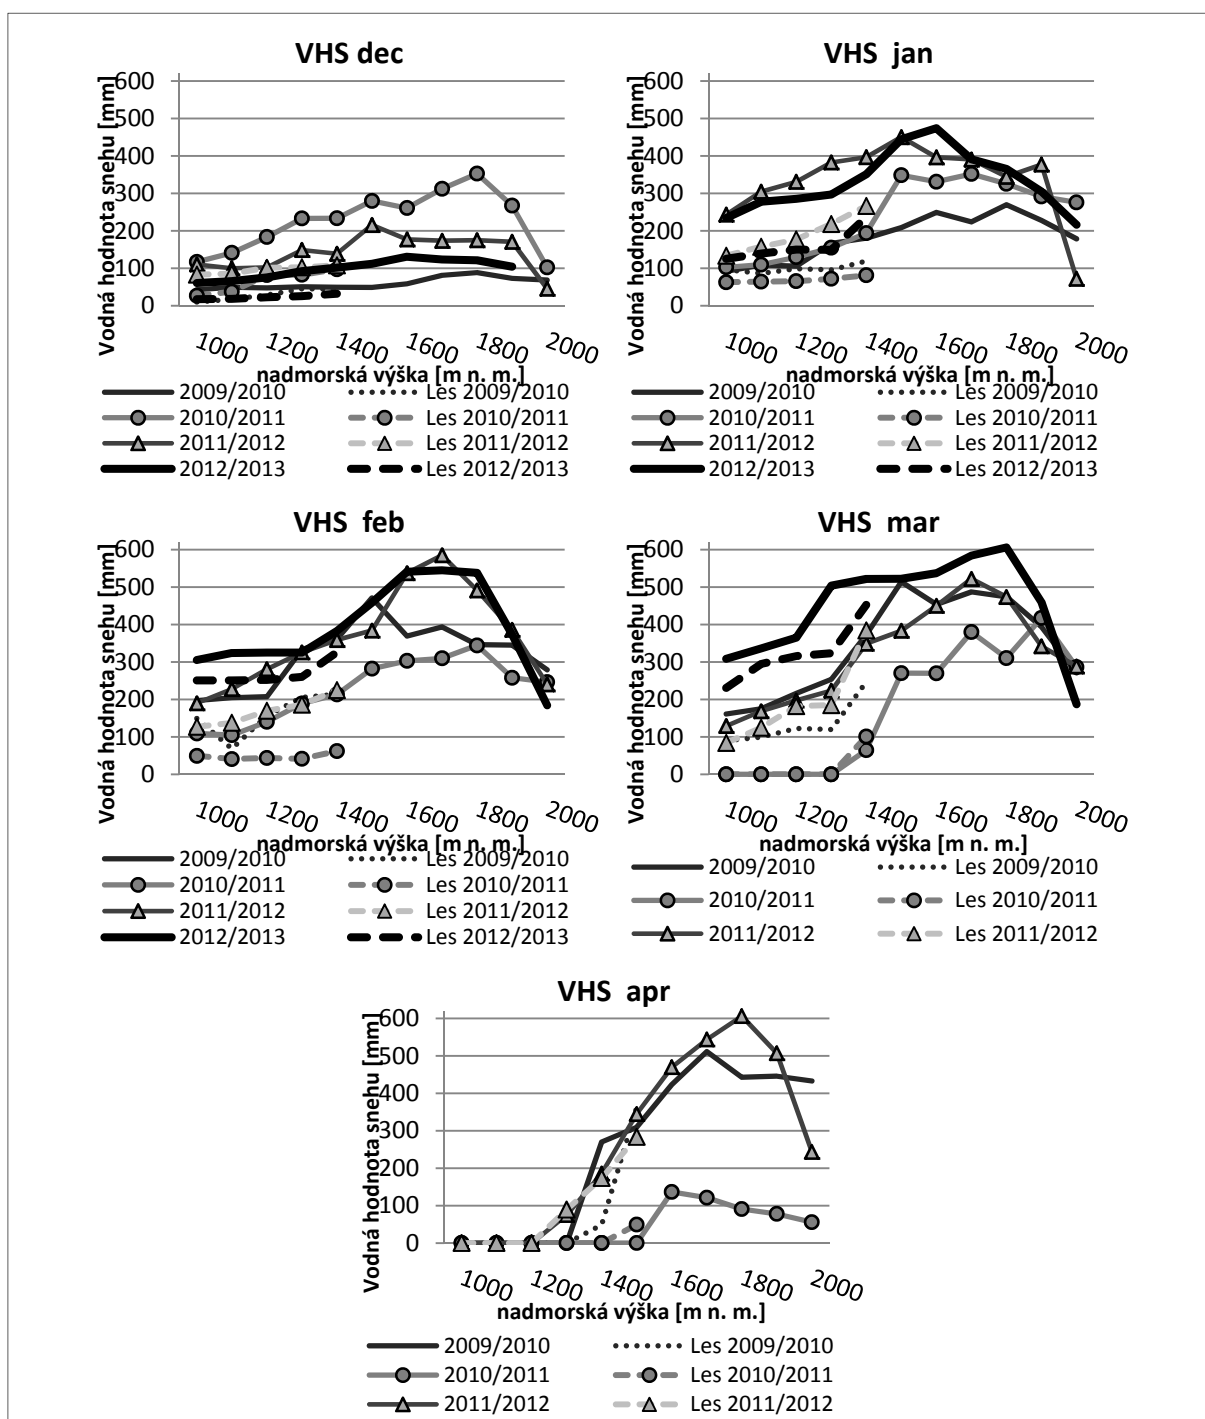 VHS dec
Vodná hodnota snehu [mm]
600
500
400
300
200
100
0
1000 1200 1400 1600 1800 2000
nadmorská výška [m n. m.]
2009/2010 Les 2009/2010
2010/2011 Les 2010/2011
2011/2012 Les 2011/2012
2012/2013 Les 2012/2013
VHS jan
Vodná hodnota snehu [mm]
600
500
400
300
200
100
0
1000 1200 1400 1600 1800 2000
nadmorská výška [m n. m.]
2009/2010 Les 2009/2010
2010/2011 Les 2010/2011
2011/2012 Les 2011/2012
2012/2013 Les 2012/2013
VHS feb
Vodná hodnota snehu [mm]
600
500
400
300
200
100
0
1000 1200 1400 1600 1800 2000
nadmorská výška [m n. m.]
2009/2010 Les 2009/2010
2010/2011 Les 2010/2011
2011/2012 Les 2011/2012
2012/2013 Les 2012/2013
VHS mar
Vodná hodnota snehu [mm]
600
500
400
300
200
100
0
1000 1200 1400 1600 1800 2000
nadmorská výška [m n. m.]
2009/2010 Les 2009/2010
2010/2011 Les 2010/2011
2011/2012 Les 2011/2012
VHS apr
Vodná hodnota snehu [mm]
600
500
400
300
200
100
0
1000 1200 1400 1600 1800 2000
nadmorská výška [m n. m.]
2009/2010 Les 2009/2010
2010/2011 Les 2010/2011
2011/2012 Les 2011/2012